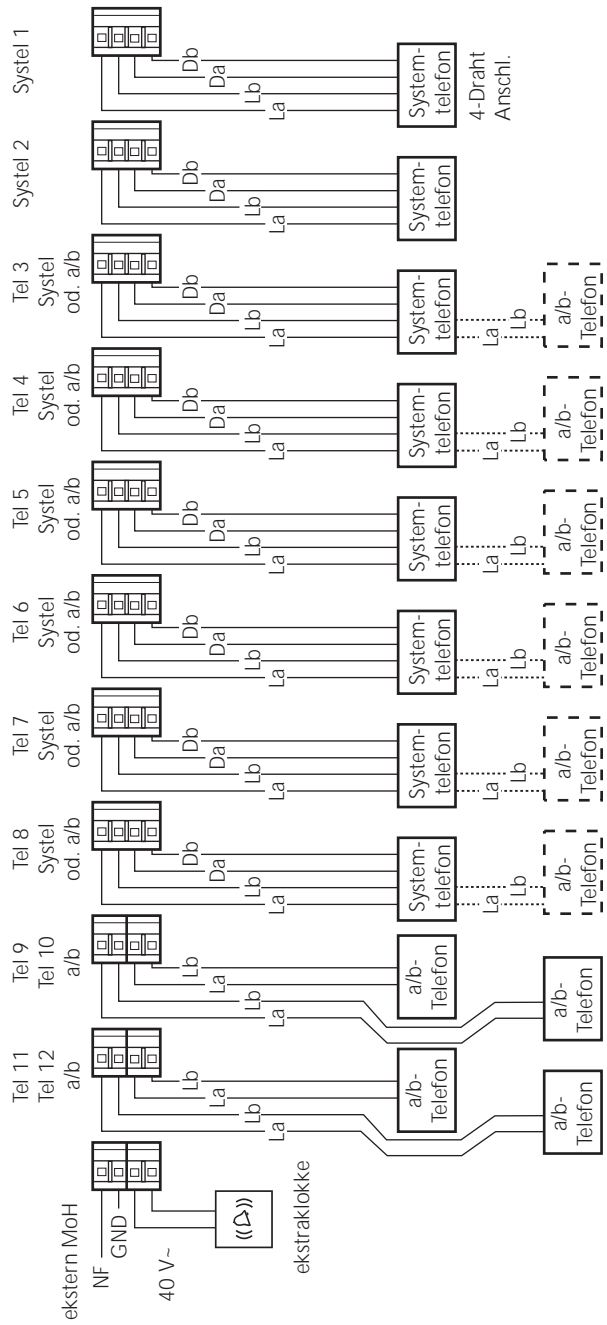 ekstern MoH
NF
GND
40 V~
ekstraklokke
Tel 11
Tel 12
a/b
La
Lb
La
Lb
a/b-
Telefon
a/b-
Telefon
Tel 9
Tel 10
a/b
La
Lb
La
Lb
a/b-
Telefon
a/b-
Telefon
Tel 8
Systel
od. a/b
La
Lb
Da
Db
System-
telefon
La
Lb
a/b-
Telefon
Tel 7
Systel
od. a/b
La
Lb
Da
Db
System-
telefon
La
Lb
a/b-
Telefon
Tel 6
Systel
od. a/b
La
Lb
Da
Db
System-
telefon
La
Lb
a/b-
Telefon
Tel 5
Systel
od. a/b
La
Lb
Da
Db
System-
telefon
La
Lb
a/b-
Telefon
Tel 4
Systel
od. a/b
La
Lb
Da
Db
System-
telefon
La
Lb
a/b-
Telefon
Tel 3
Systel
od. a/b
La
Lb
Da
Db
System-
telefon
La
Lb
a/b-
Telefon
Systel 2
La
Lb
Da
Db
System-
telefon
Systel 1
La
Lb
Da
Db
System-
telefon
4-Draht
Anschl.